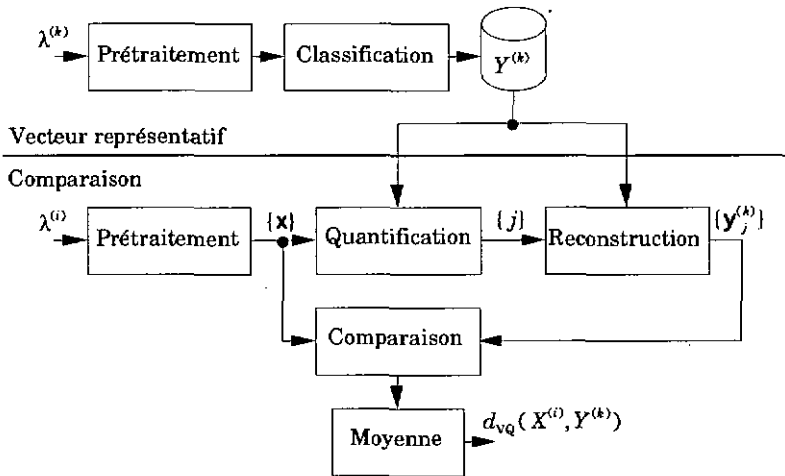 λ(k)
Prétraitement
Classification
Y(k)
Vecteur représentatif
Comparaison
λ(i)
Prétraitement
{x}
Quantification
{j}
Reconstruction
{y_j^(k)}
Comparaison
Moyenne
d_VQ(X^(i), Y^(k))